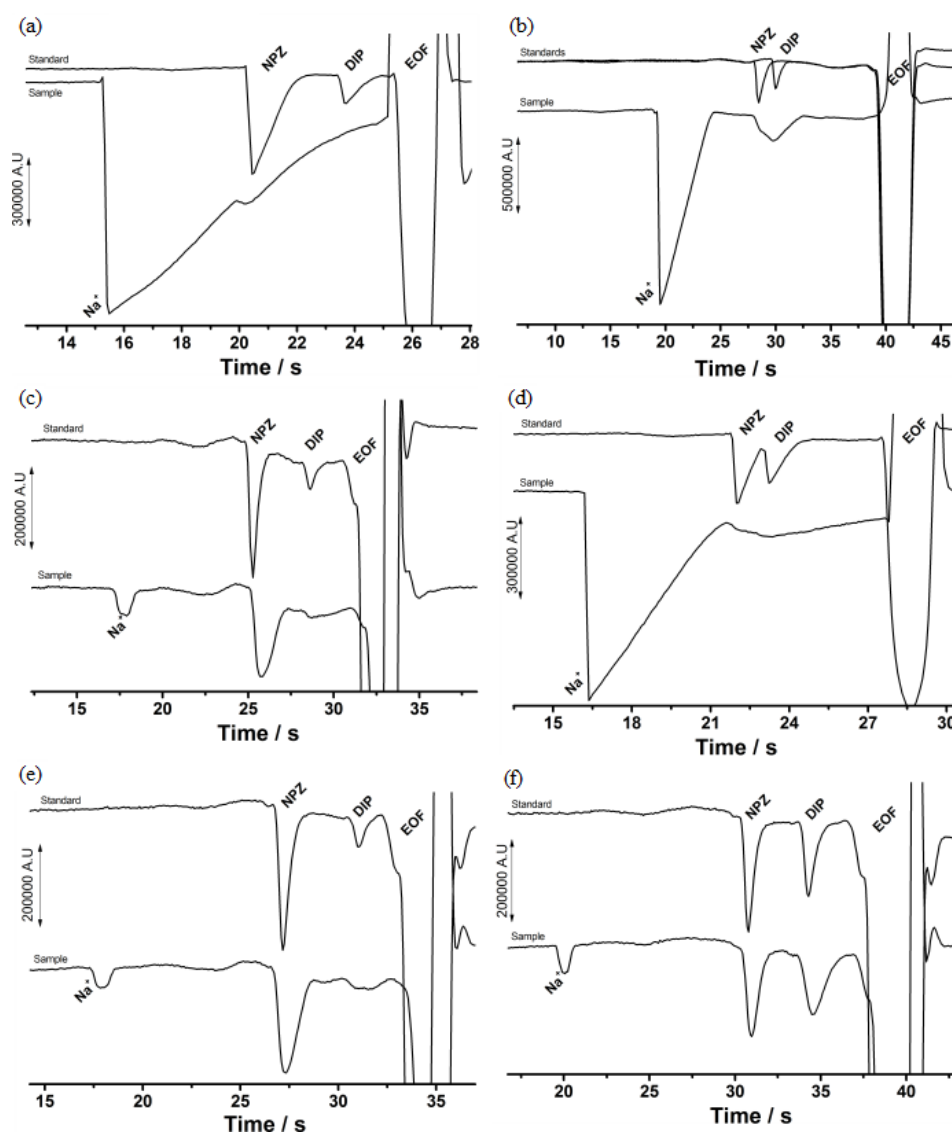 (a)
Standard
Sample
NPZ
DIP
EOF
300000 A.U
Na+
14 16 18 20 22 24 26 28
Time / s
(b)
Standards
Sample
NPZ
DIP
EOF
500000 A.U
Na+
10 15 20 25 30 35 40 45
Time / s
(c)
Standard
NPZ
DIP
EOF
200000 A.U
Sample
Na+
15 20 25 30 35
Time / s
(d)
Standard
NPZ
DIP
EOF
Sample
300000 A.U
Na+
15 18 21 24 27 30
Time / s
(e)
Standard
NPZ
DIP
EOF
200000 A.U
Sample
Na+
15 20 25 30 35
Time / s
(f)
Standard
NPZ
DIP
EOF
200000 A.U
Sample
Na+
20 25 30 35 40
Time / s